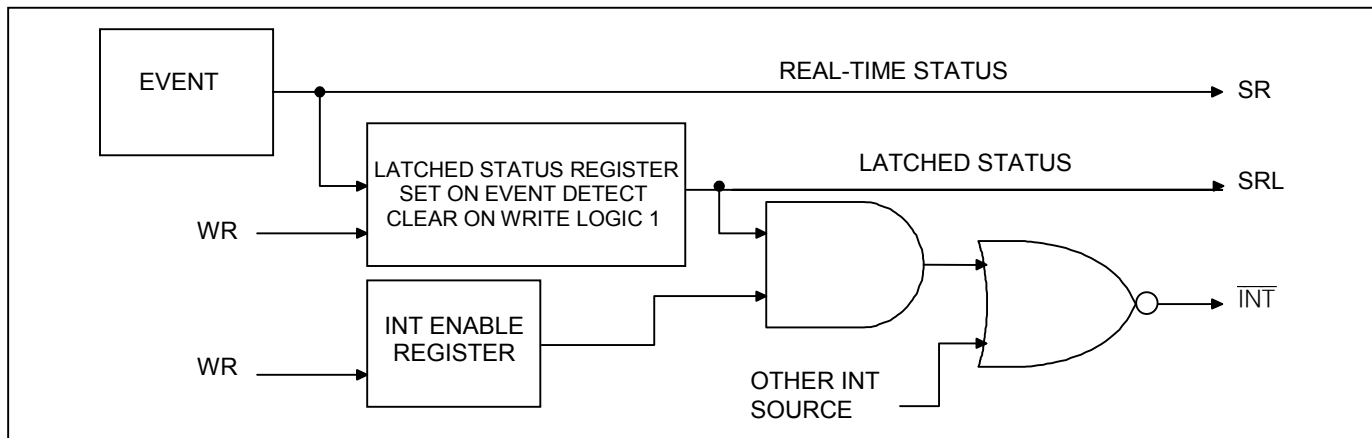 EVENT
REAL-TIME STATUS
SR
LATCHED STATUS REGISTER
SET ON EVENT DETECT
CLEAR ON WRITE LOGIC 1
LATCHED STATUS
SRL
WR
INT ENABLE
REGISTER
WR
INT
OTHER INT
SOURCE